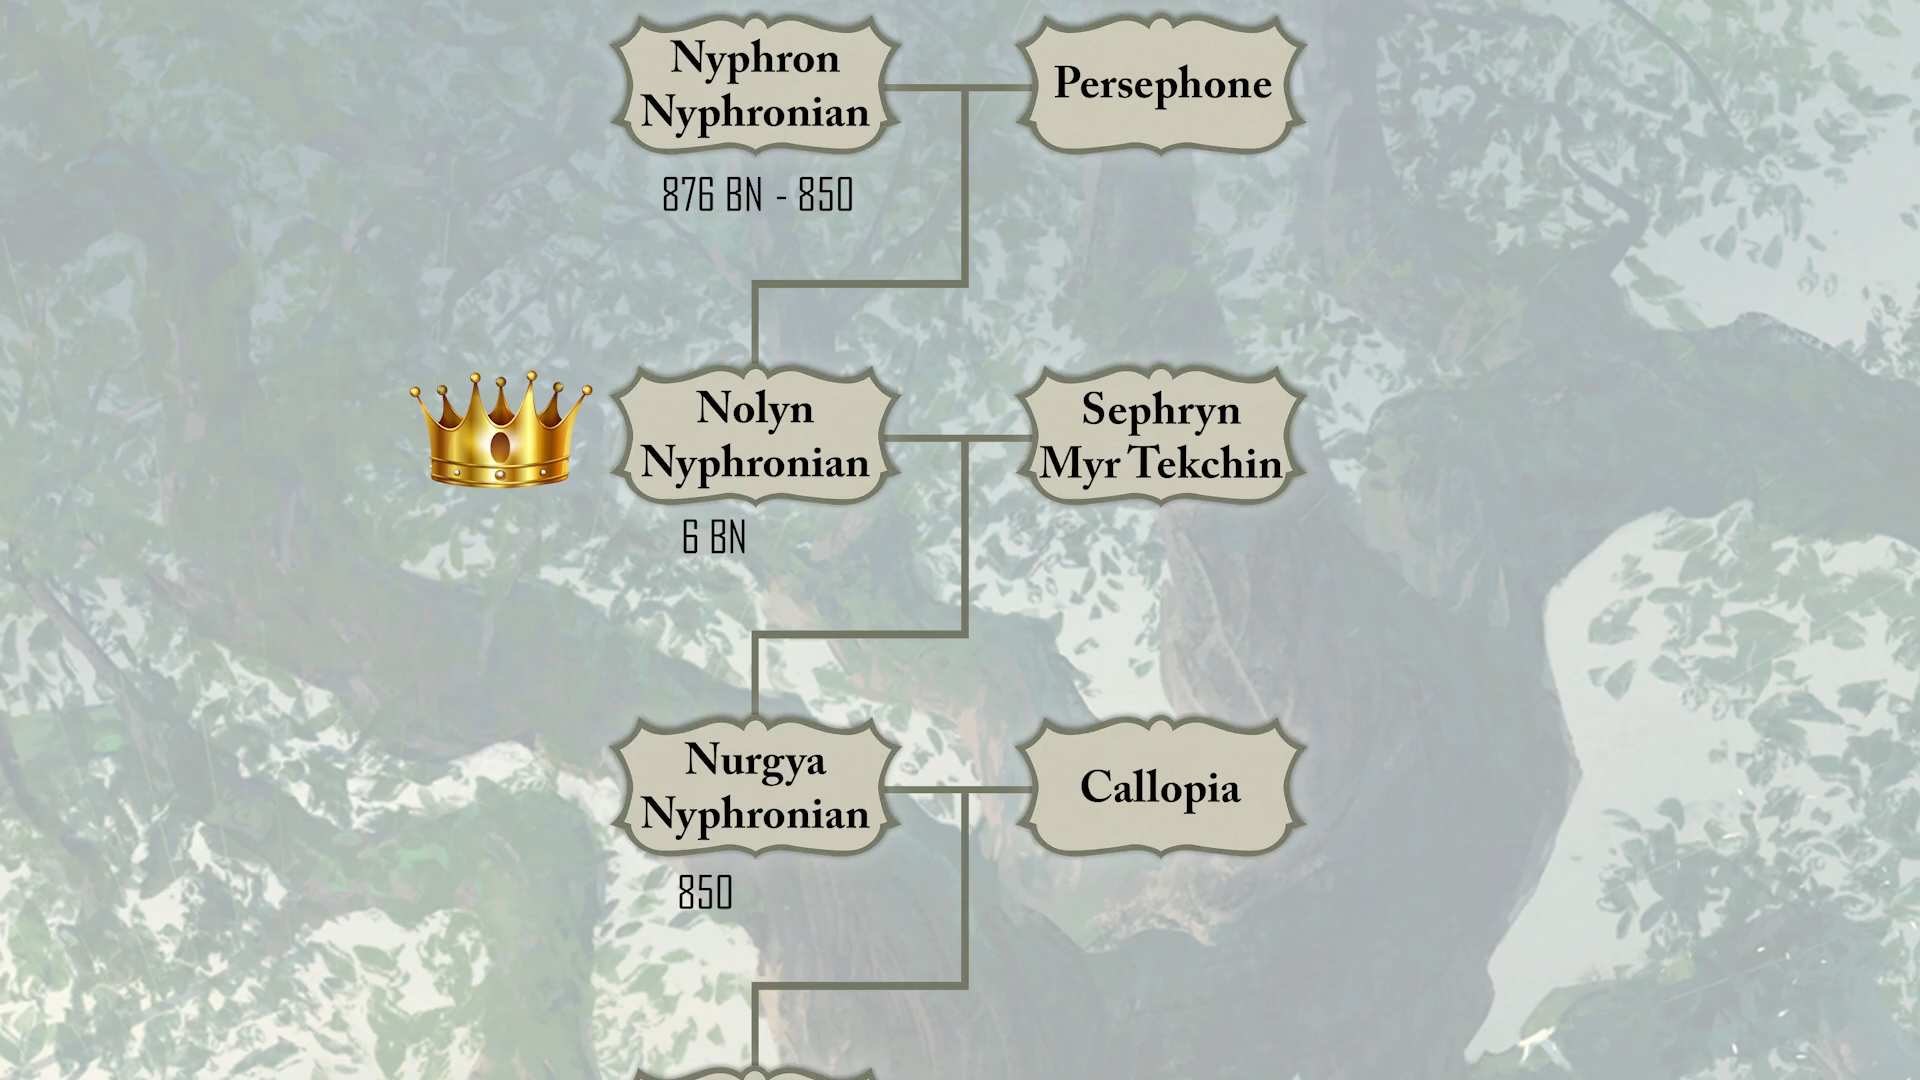 Nyphron
Nyphronian
Persephone
876 BN - 850
Nolyn
Nyphronian
Sephryn
Myr Tekchin
6 BN
Nurgya
Nyphronian
Callopia
850